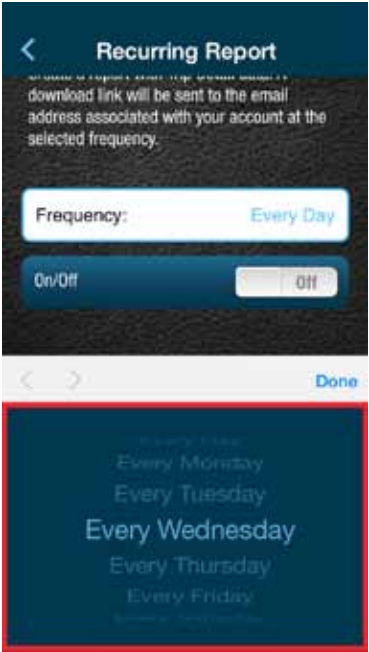 Recurring Report
download link will be sent to the email
address associated with your account at the
selected frequency.
Frequency: Every Day
On/Off Off
Done
Every Monday
Every Tuesday
Every Wednesday
Every Thursday
Every Friday